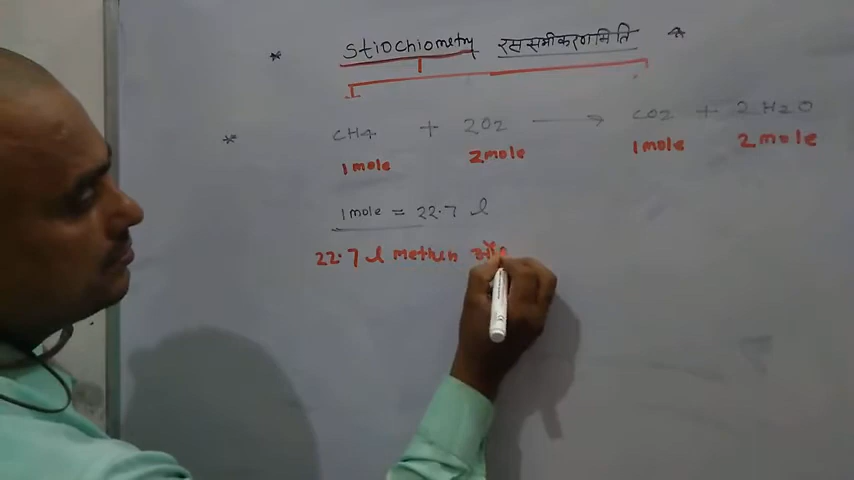 * Stiochiometry रससमीकरणमिति *
* CH4 + 2O2 → CO2 + 2H2O
1mole 2mole 1mole 2mole
1mole = 22.7 l
22.7 l methen